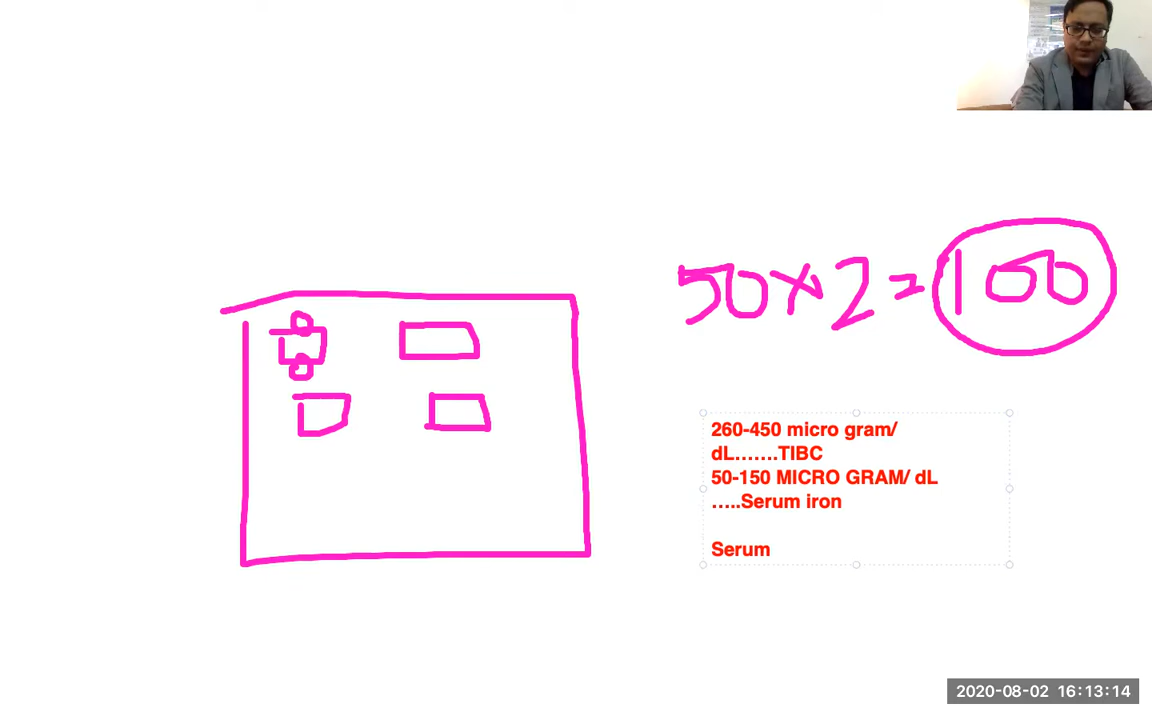 50×2=100
260-450 micro gram/
dL.......TIBC
50-150 MICRO GRAM/ dL
.....Serum iron
Serum
2020-08-02 16:13:14